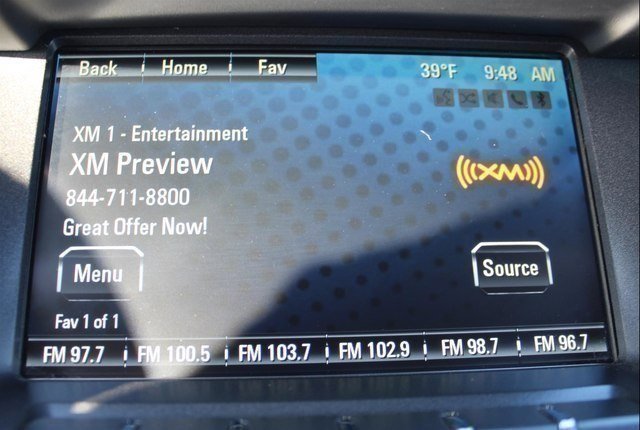 Back Home Fav 39°F 9:48 AM
XM 1 - Entertainment
XM Preview
844-711-8800
Great Offer Now!
((XM))
Menu Source
Fav 1 of 1
FM 97.7 FM 100.5 FM 103.7 FM 102.9 FM 98.7 FM 96.7